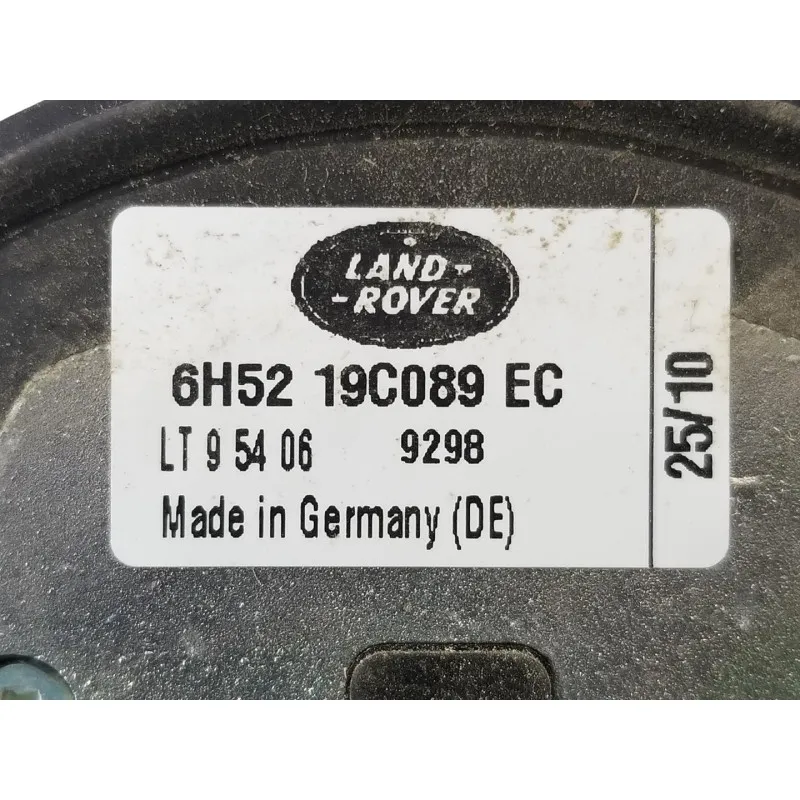 LAND-
-ROVER
6H52 19C089 EC
LT 9 54 06 9298
Made in Germany (DE)
25/10